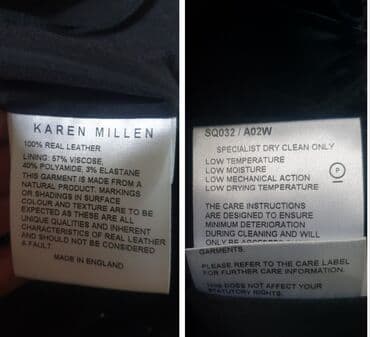 KAREN MILLEN
100% REAL LEATHER
LINING: 57% VISCOSE,
40% POLYAMIDE, 3% ELASTANE
THIS GARMENT IS MADE FROM A
NATURAL PRODUCT. MARKINGS
OR SHADINGS IN SURFACE
COLOUR AND TEXTURE ARE TO BE
EXPECTED AS THESE ARE ALL
UNIQUE QUALITIES AND INHERENT
CHARACTERISTICS OF REAL LEATHER
AND SHOULD NOT BE CONSIDERED
A FAULT.
MADE IN ENGLAND
SQ032 / A02W
SPECIALIST DRY CLEAN ONLY
LOW TEMPERATURE
LOW MOISTURE
LOW MECHANICAL ACTION
LOW DRYING TEMPERATURE
P
THE CARE INSTRUCTIONS
ARE DESIGNED TO ENSURE
MINIMUM DETERIORATION
DURING CLEANING AND WILL
ONLY BE
GARMENTS.
PLEASE REFER TO THE CARE LABEL
FOR FURTHER CARE INFORMATION.
THIS DOES NOT AFFECT YOUR
STATUTORY RIGHTS.